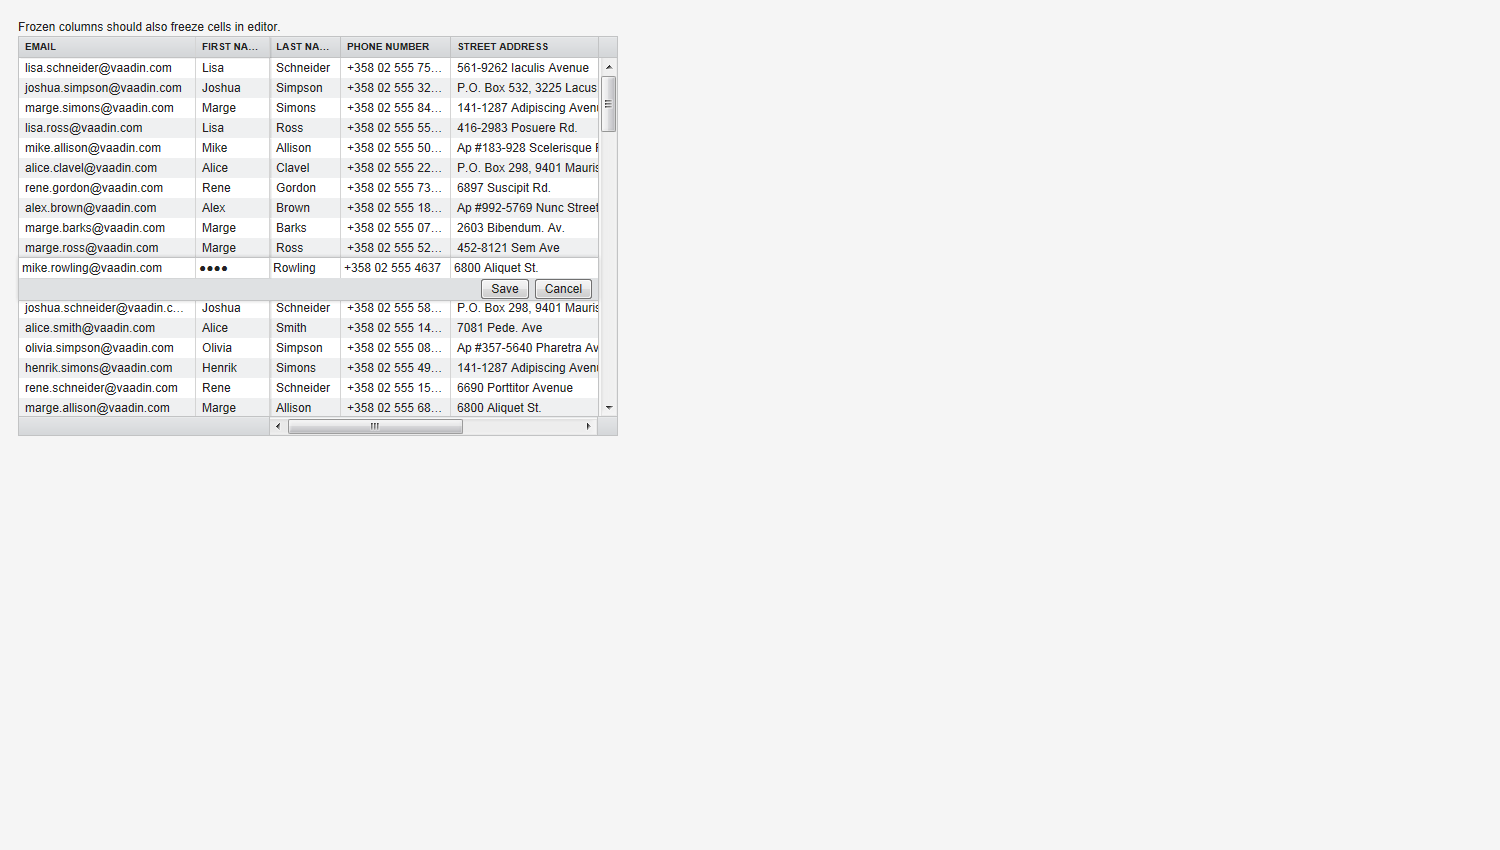 Frozen columns should also freeze cells in editor.
EMAIL FIRST NA... LAST NA... PHONE NUMBER STREET ADDRESS
lisa.schneider@vaadin.com Lisa Schneider +358 02 555 75... 561-9262 Iaculis Avenue
joshua.simpson@vaadin.com Joshua Simpson +358 02 555 32... P.O. Box 532, 3225 Lacus
marge.simons@vaadin.com Marge Simons +358 02 555 84... 141-1287 Adipiscing Avenu
lisa.ross@vaadin.com Lisa Ross +358 02 555 55... 416-2983 Posuere Rd.
mike.allison@vaadin.com Mike Allison +358 02 555 50... Ap #183-928 Scelerisque
alice.clavel@vaadin.com Alice Clavel +358 02 555 22... P.O. Box 298, 9401 Mauris
rene.gordon@vaadin.com Rene Gordon +358 02 555 73... 6897 Suscipit Rd.
alex.brown@vaadin.com Alex Brown +358 02 555 18... Ap #992-5769 Nunc Street
marge.barks@vaadin.com Marge Barks +358 02 555 07... 2603 Bibendum. Av.
marge.ross@vaadin.com Marge Ross +358 02 555 52... 452-8121 Sem Ave
mike.rowling@vaadin.com ●●●● Rowling +358 02 555 4637 6800 Aliquet St.
Save Cancel
joshua.schneider@vaadin.c... Joshua Schneider +358 02 555 58... P.O. Box 298, 9401 Mauris
alice.smith@vaadin.com Alice Smith +358 02 555 14... 7081 Pede. Ave
olivia.simpson@vaadin.com Olivia Simpson +358 02 555 08... Ap #357-5640 Pharetra Av
henrik.simons@vaadin.com Henrik Simons +358 02 555 49... 141-1287 Adipiscing Avenu
rene.schneider@vaadin.com Rene Schneider +358 02 555 15... 6690 Porttitor Avenue
marge.allison@vaadin.com Marge Allison +358 02 555 68... 6800 Aliquet St.